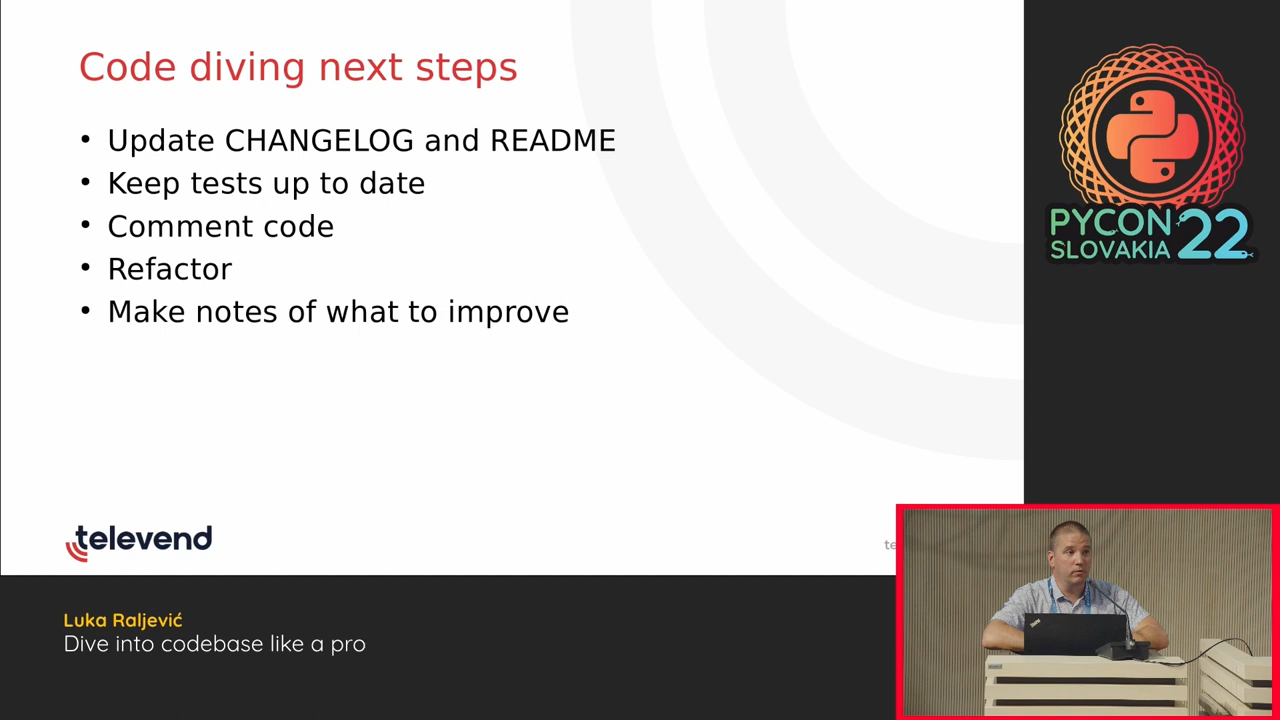 Code diving next steps
• Update CHANGELOG and README
• Keep tests up to date
• Comment code
• Refactor
• Make notes of what to improve
televend
te
Luka Raljević
Dive into codebase like a pro
PYCON
SLOVAKIA 22